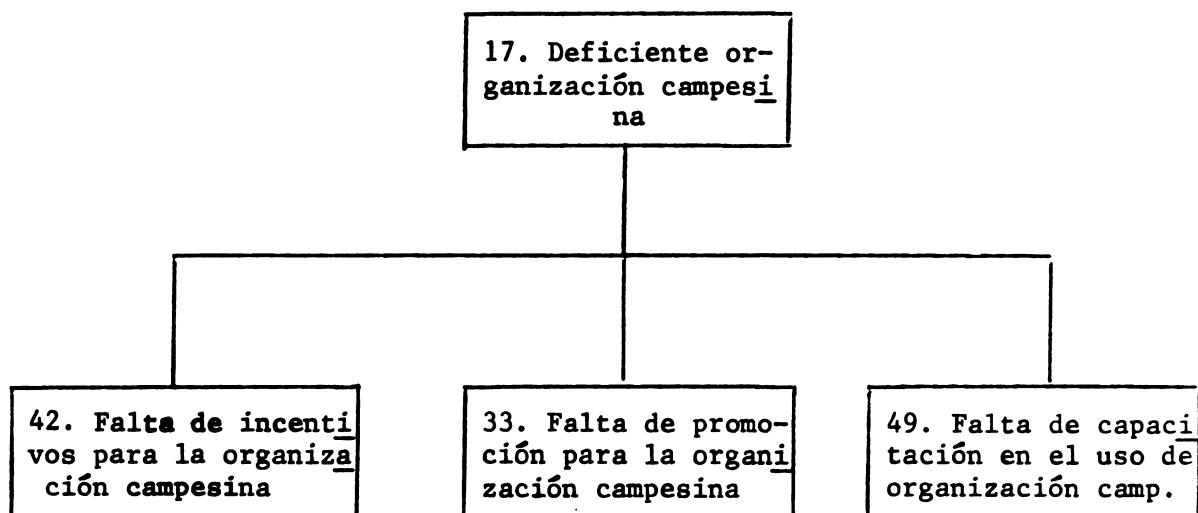 17. Deficiente or-
ganización campesi
na
42. Falta de incenti
vos para la organiza
ción campesina
33. Falta de promo-
ción para la organi
zación campesina
49. Falta de capaci
tación en el uso de
organización camp.